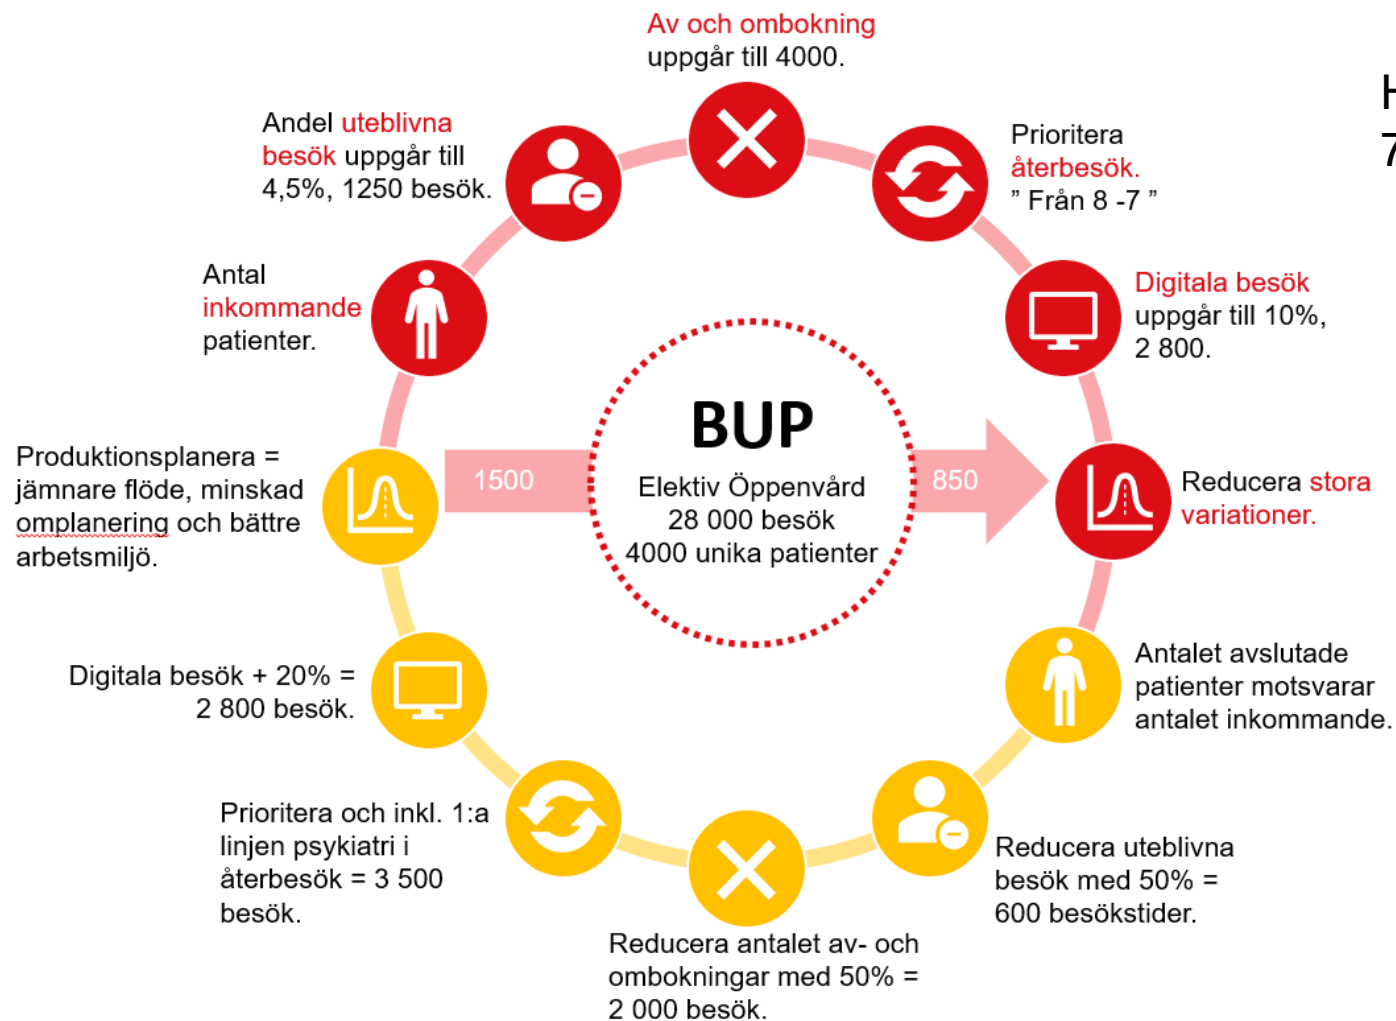 Av och ombokning
uppgår till 4000.
Andel uteblivna
besök uppgår till
4,5%, 1250 besök.
Prioritera
återbesök.
” Från 8 -7 ”
Antal
inkommande
patienter.
Digitala besök
uppgår till 10%,
2 800.
Produktionsplanera =
jämnare flöde, minskad
omplanering och bättre
arbetsmiljö.
1500
BUP
Elektiv Öppenvård
28 000 besök
4000 unika patienter
850
Reducera stora
variationer.
Digitala besök + 20% =
2 800 besök.
Antalet avslutade
patienter motsvarar
antalet inkommande.
Prioritera och inkl. 1:a
linjen psykiatri i
återbesök = 3 500
besök.
Reducera uteblivna
besök med 50% =
600 besökstider.
Reducera antalet av- och
ombokningar med 50% =
2 000 besök.